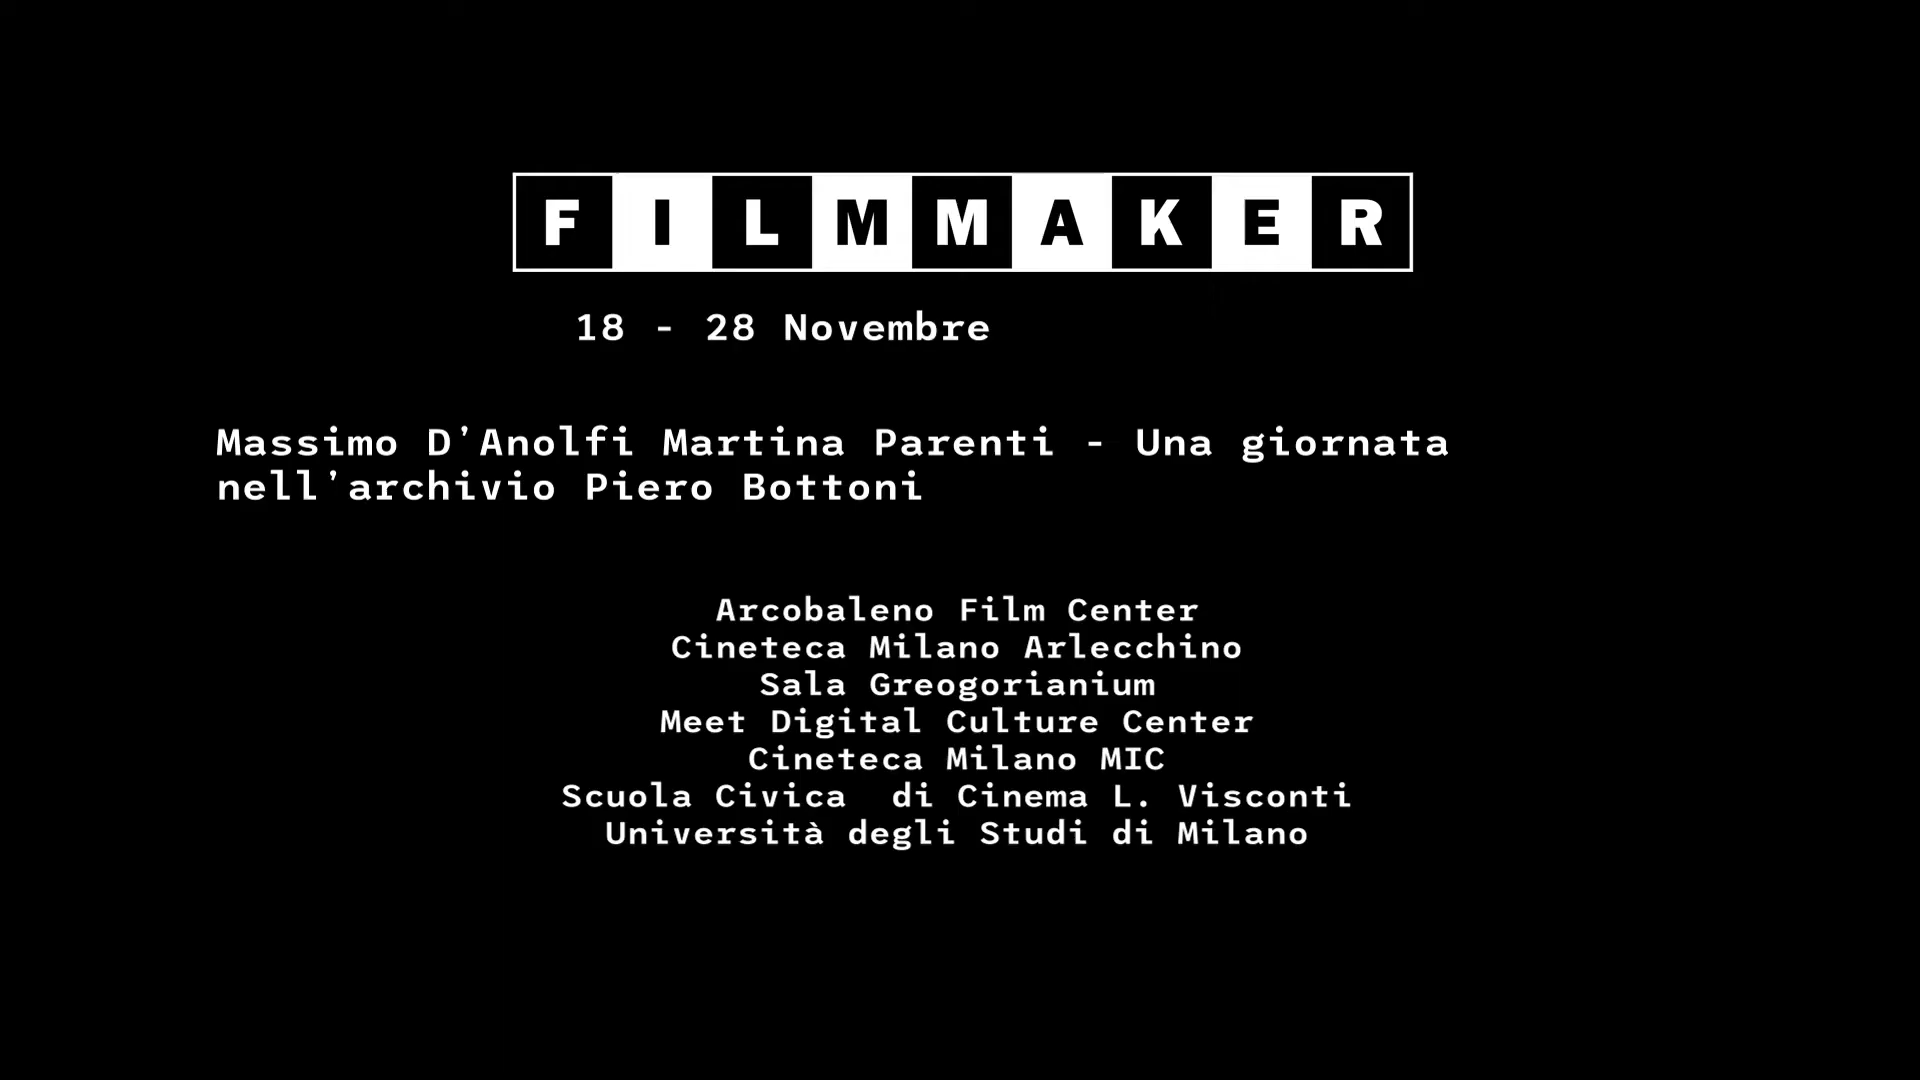 FILMMAKER
18 - 28 Novembre
Massimo D'Anolfi Martina Parenti - Una giornata
nell'archivio Piero Bottoni
Arcobaleno Film Center
Cineteca Milano Arlecchino
Sala Greogorianium
Meet Digital Culture Center
Cineteca Milano MIC
Scuola Civica  di Cinema L. Visconti
Università degli Studi di Milano